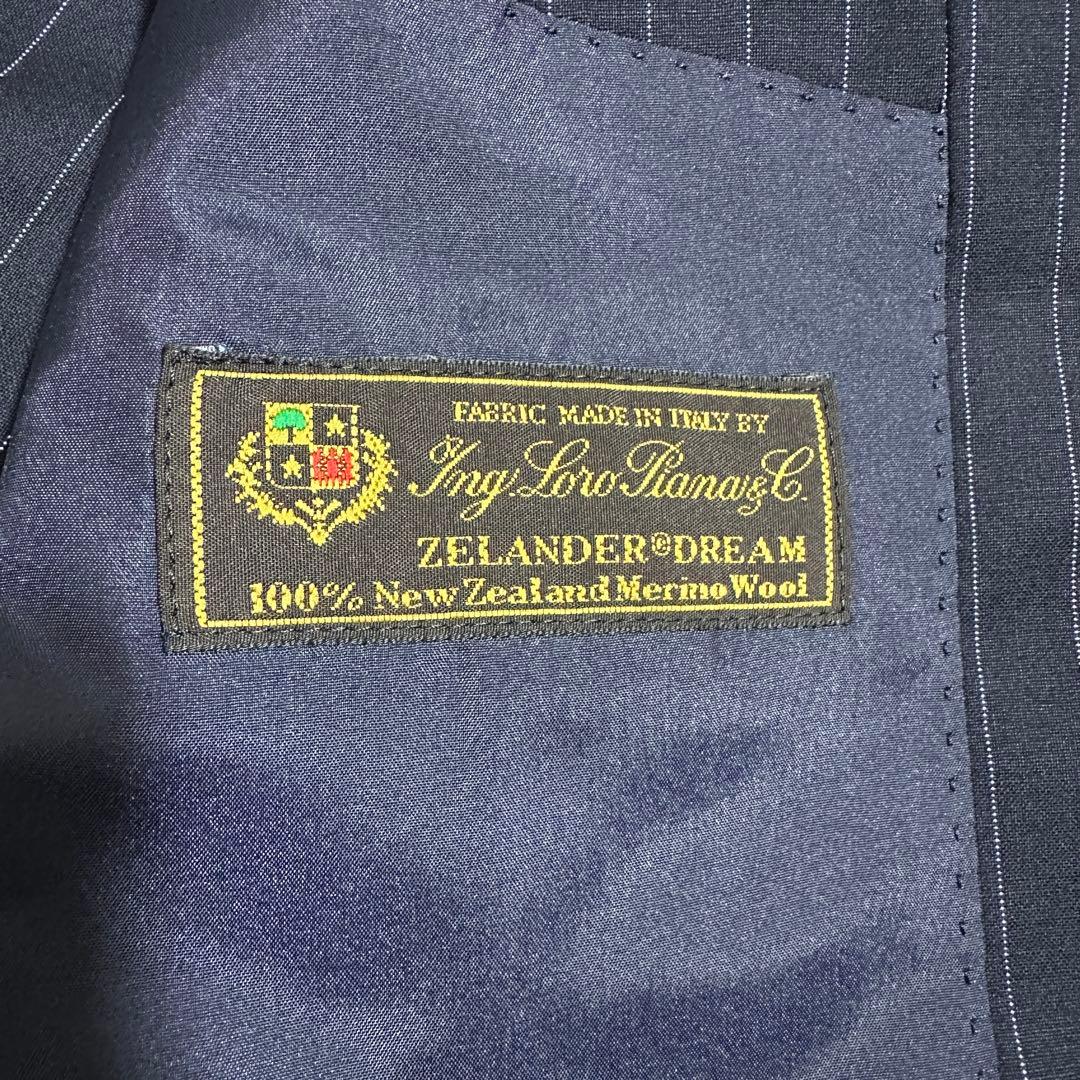 FABRIC MADE IN ITALY BY
Ing. Loro Piana & C.
ZELANDER®DREAM
100% New Zealand Merino Wool